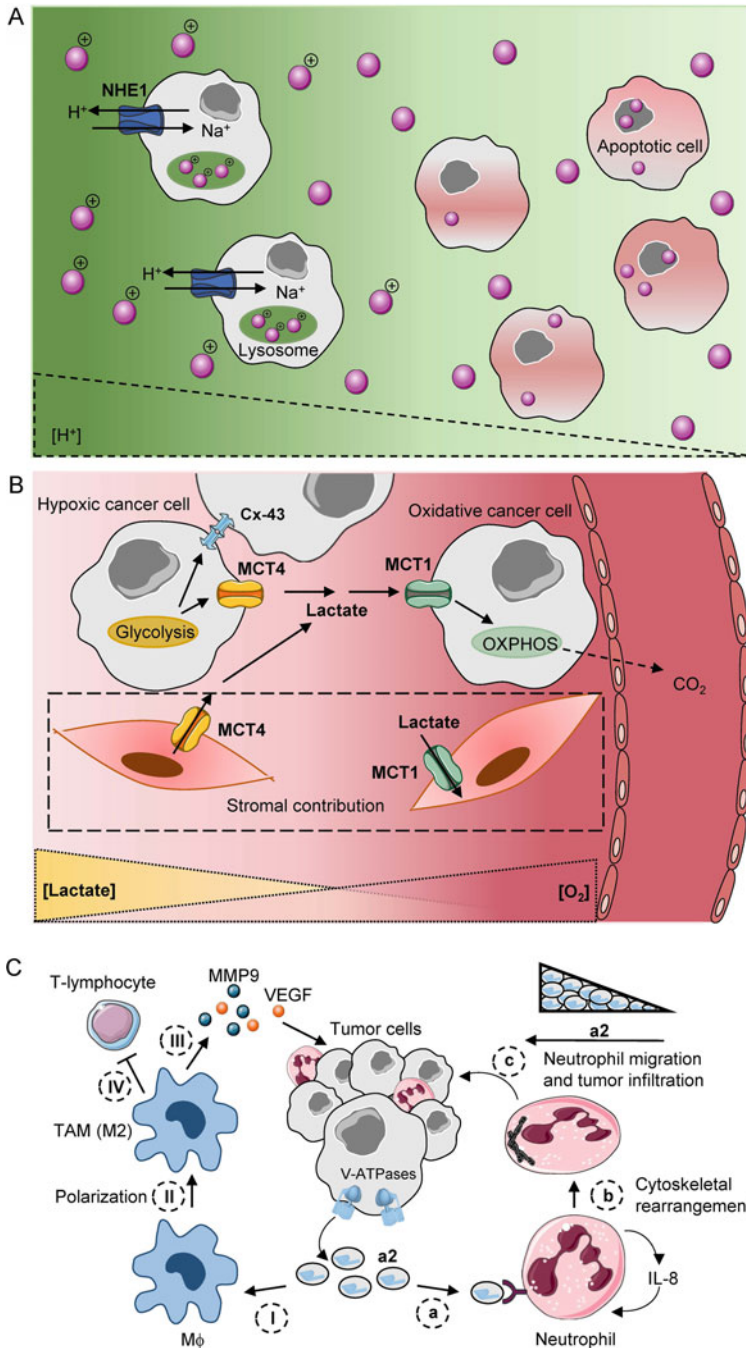 A
NHE1
H+
Na+
Apoptotic cell
H+
Na+
Lysosome
[H+]
B
Hypoxic cancer cell
Cx-43
Oxidative cancer cell
MCT4
MCT1
Lactate
Glycolysis
OXPHOS
CO2
MCT4
Lactate
MCT1
Stromal contribution
[Lactate]
[O2]
C
T-lymphocyte
MMP9
VEGF
Tumor cells
a2
III
c
Neutrophil migration
and tumor infiltration
IV
TAM (M2)
V-ATPases
Polarization
II
b
Cytoskeletal
rearrangement
a2
IL-8
I
a
Mϕ
Neutrophil